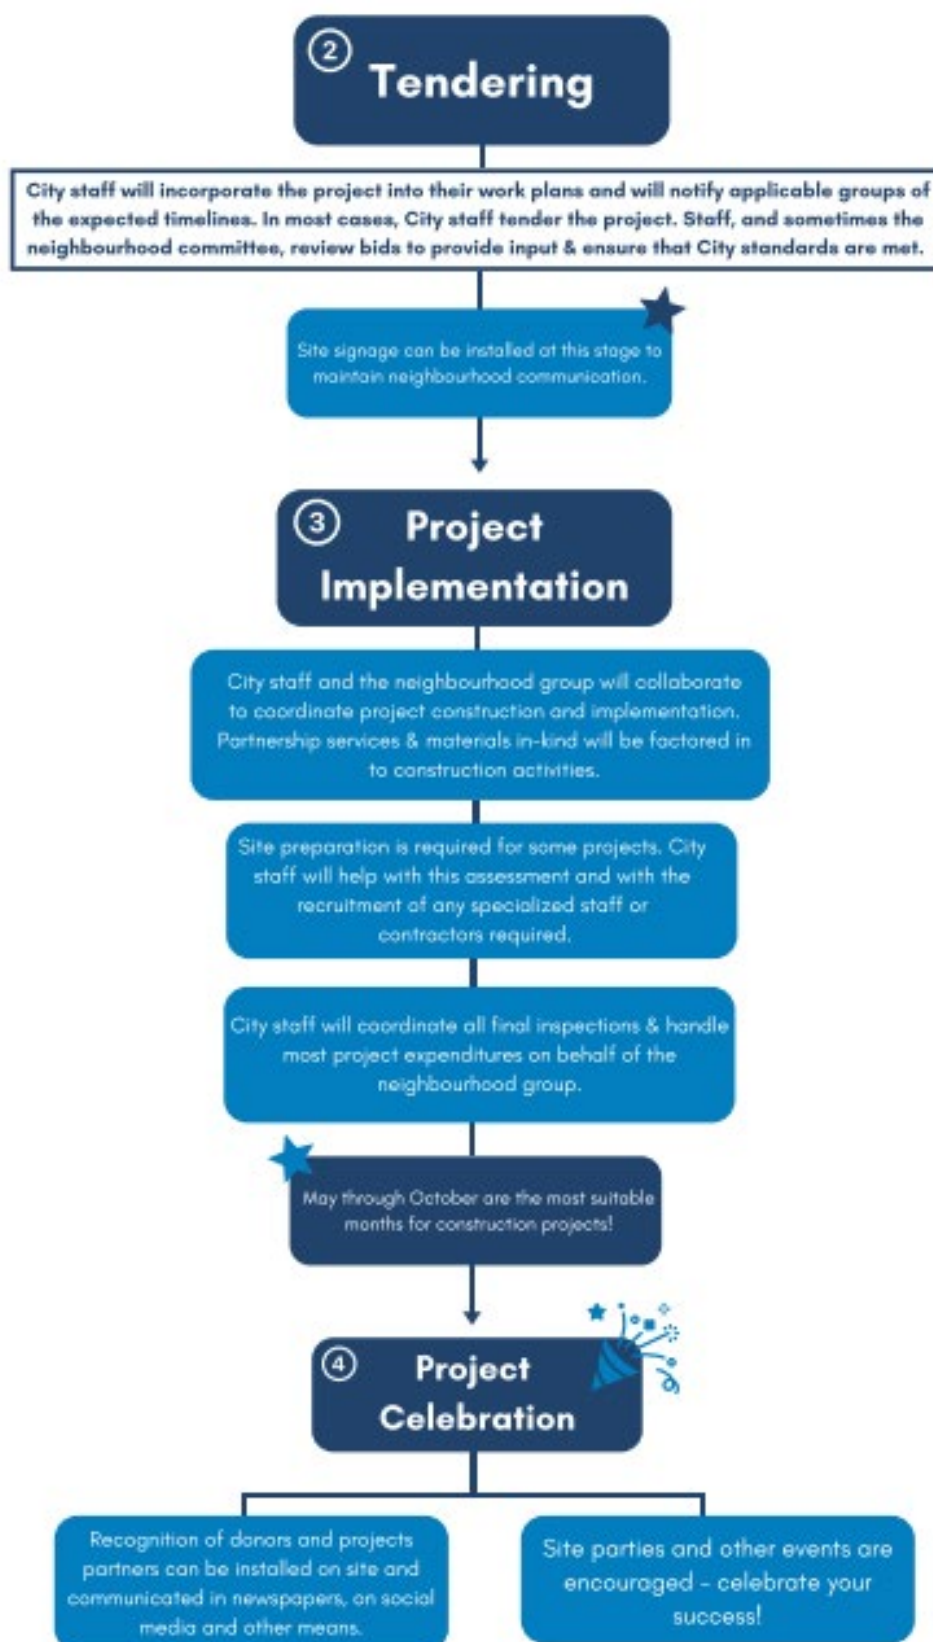 2
Tendering
City staff will incorporate the project into their work plans and will notify applicable groups of
the expected timelines. In most cases, City staff tender the project. Staff, and sometimes the
neighbourhood committee, review bids to provide input & ensure that City standards are met.
Site signage can be installed at this stage to
maintain neighbourhood communication.
3
Project
Implementation
City staff and the neighbourhood group will collaborate
to coordinate project construction and implementation.
Partnership services & materials in-kind will be factored in
to construction activities.
Site preparation is required for some projects. City
staff will help with this assessment and with the
recruitment of any specialized staff or
contractors required.
City staff will coordinate all final inspections & handle
most project expenditures on behalf of the
neighbourhood group.
May through October are the most suitable
months for construction projects!
4
Project
Celebration
Recognition of donors and projects
partners can be installed on site and
communicated in newspapers, on social
media and other means.
Site parties and other events are
encouraged - celebrate your
success!